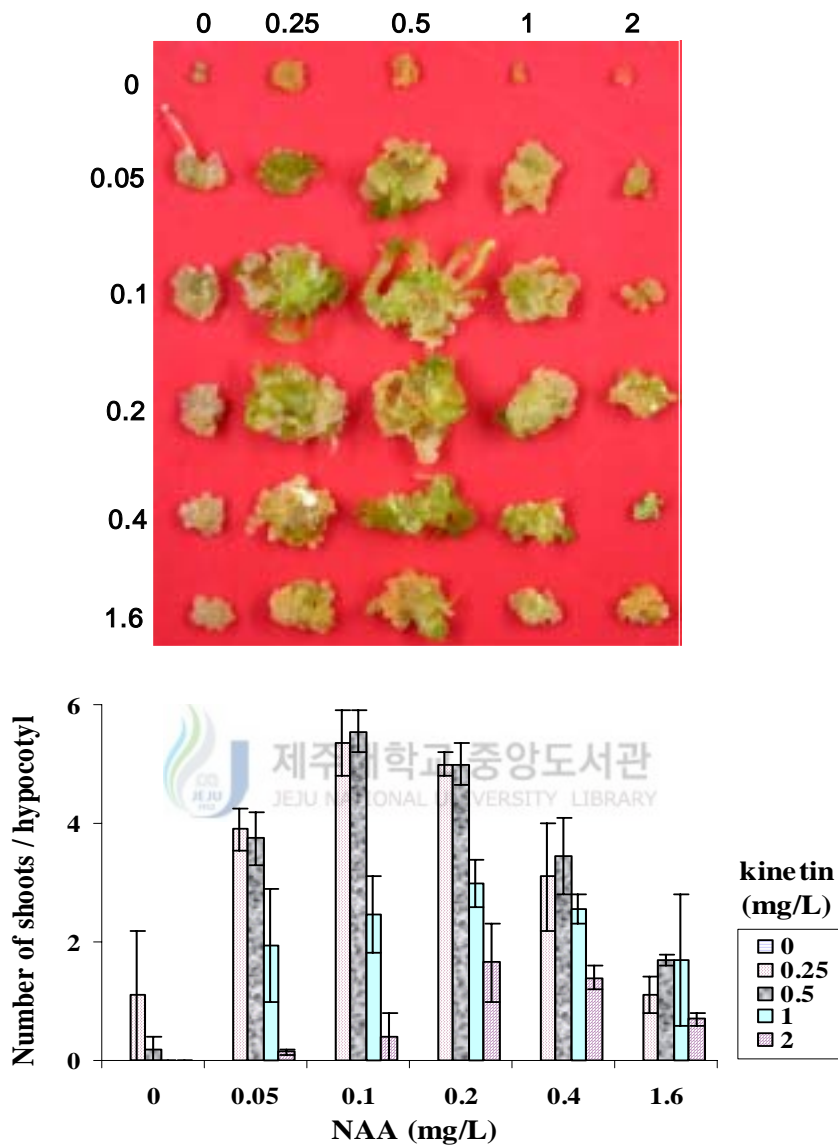 0 0.25 0.5 1 2
0
0.05
0.1
0.2
0.4
1.6
Number of shoots / hypocotyl
6
4
2
0
제주대학교 중앙도서관
JEJU NATIONAL UNIVERSITY LIBRARY
JEJU
1952
kinetin
(mg/L)
0
0.25
0.5
1
2
0 0.05 0.1 0.2 0.4 1.6
NAA (mg/L)